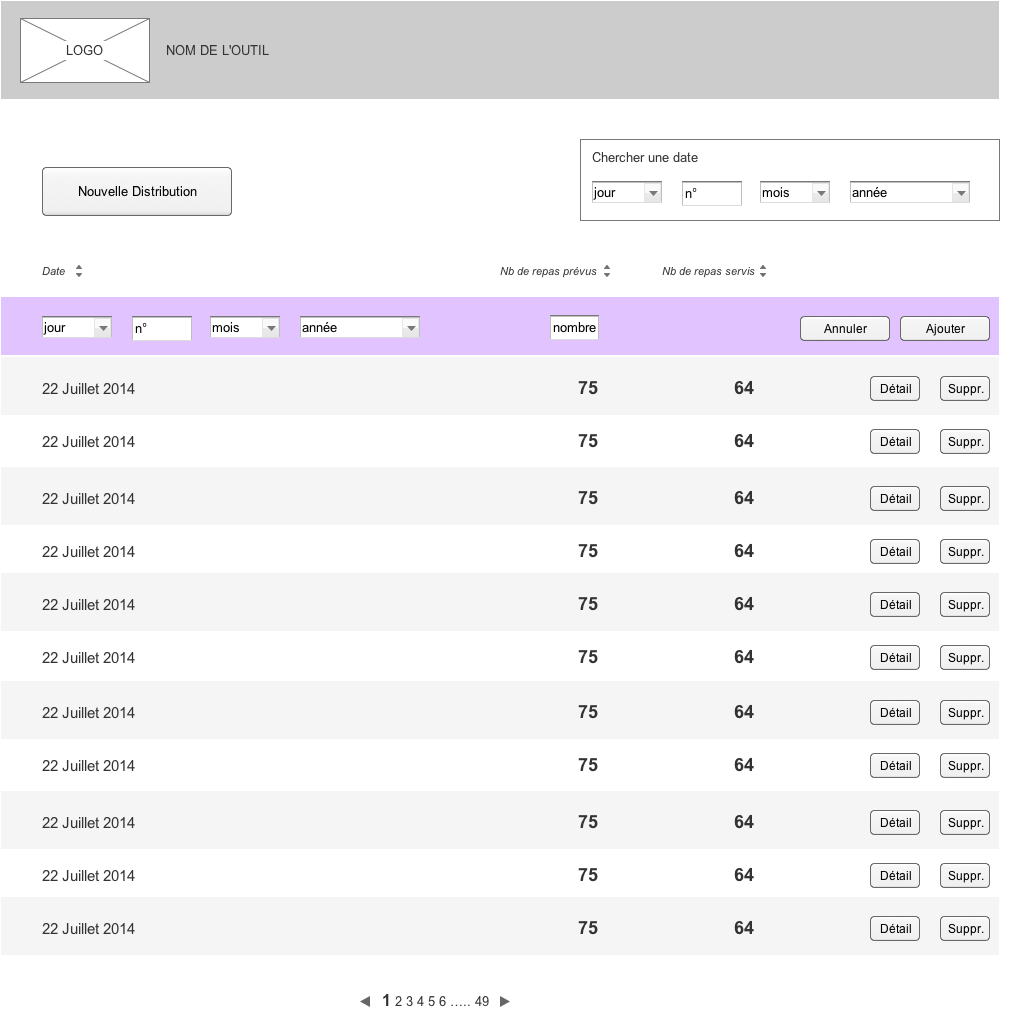 LOGO NOM DE L'OUTIL
Chercher une date
Nouvelle Distribution
jour n° mois année
Date Nb de repas prévus Nb de repas servis
jour n° mois année nombre Annuler Ajouter
22 Juillet 2014 75 64 Détail Suppr.
22 Juillet 2014 75 64 Détail Suppr.
22 Juillet 2014 75 64 Détail Suppr.
22 Juillet 2014 75 64 Détail Suppr.
22 Juillet 2014 75 64 Détail Suppr.
22 Juillet 2014 75 64 Détail Suppr.
22 Juillet 2014 75 64 Détail Suppr.
22 Juillet 2014 75 64 Détail Suppr.
22 Juillet 2014 75 64 Détail Suppr.
22 Juillet 2014 75 64 Détail Suppr.
22 Juillet 2014 75 64 Détail Suppr.
1 2 3 4 5 6 ..... 49